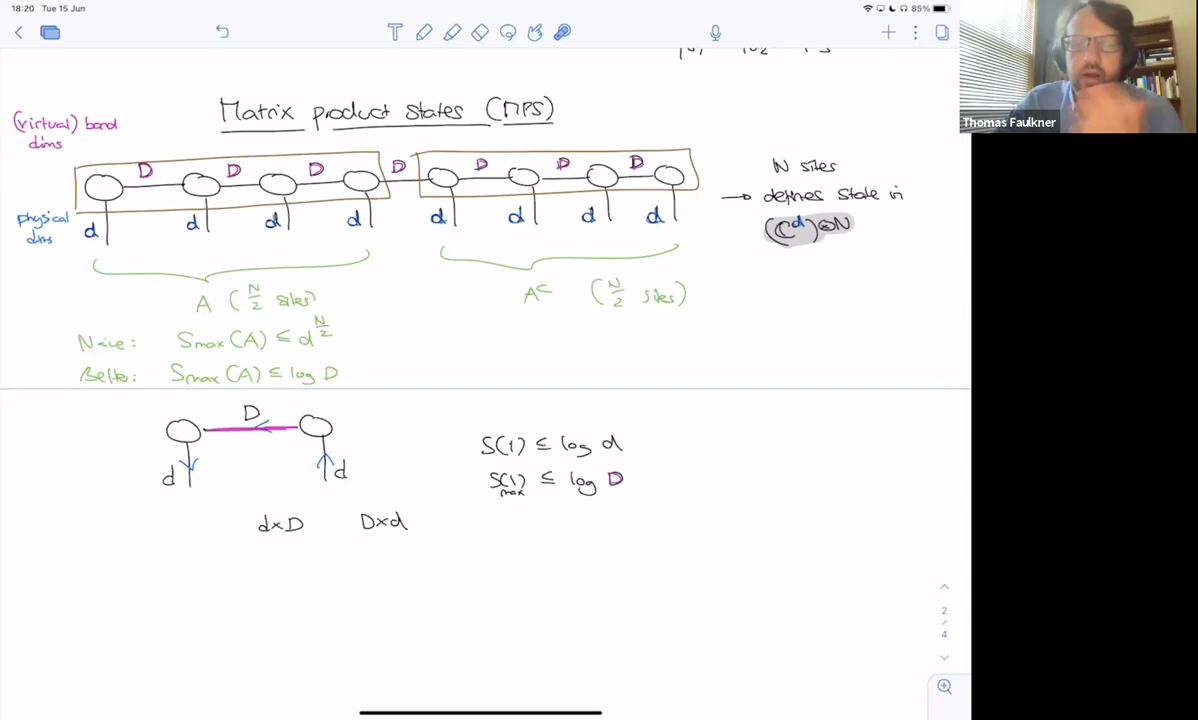 18:20 Tue 15 Jun
85%
Matrix product states (MPS)
(virtual) bond
dims
D D D D D D D
physical
dims
d d d d d d d d
N sites
→ defines state in
(ℂᵈ)⊗N
A (N/2 sites)
Aᶜ (N/2 sites)
Naive: Smax(A) ≤ d^(N/2)
Better: Smax(A) ≤ log D
D
d d
S(1) ≤ log d
S(1) ≤ log D
max
d×D D×d
Thomas Faulkner
2
/
4